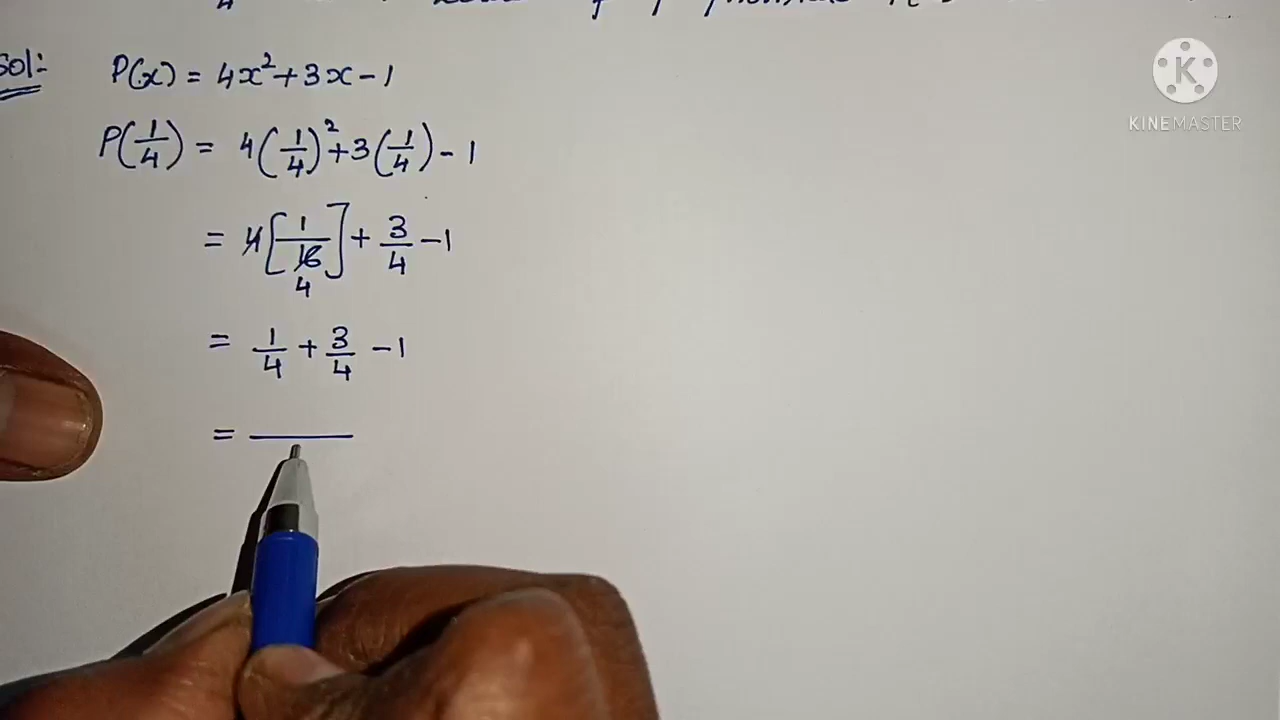 Sol:- P(x) = 4x² + 3x - 1
P(1/4) = 4(1/4)² + 3(1/4) - 1
= 4[1/16] + 3/4 - 1
4
= 1/4 + 3/4 - 1
=
K
KINEMASTER